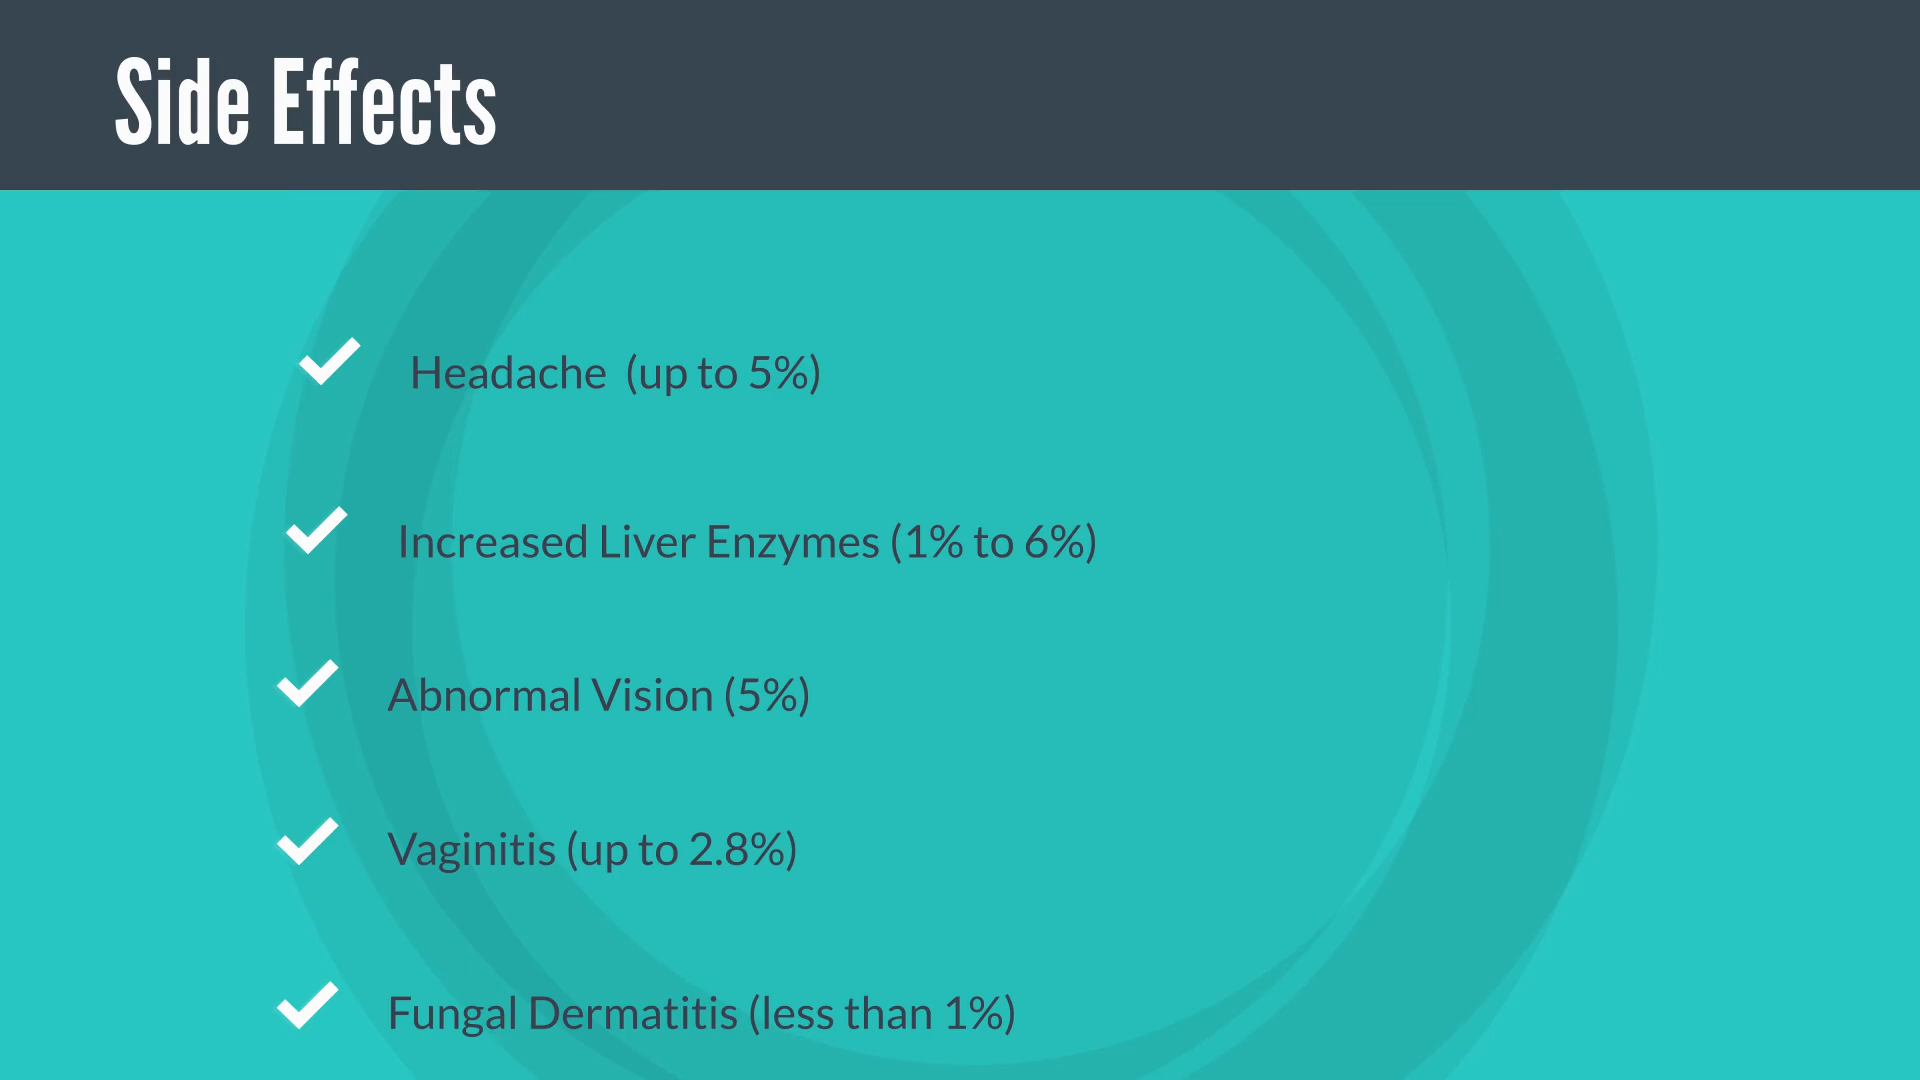 Side Effects
Headache (up to 5%)
Increased Liver Enzymes (1% to 6%)
Abnormal Vision (5%)
Vaginitis (up to 2.8%)
Fungal Dermatitis (less than 1%)